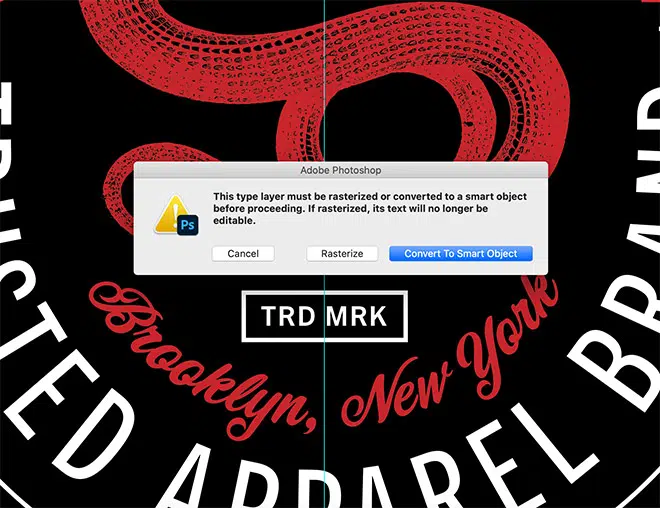 Adobe Photoshop
This type layer must be rasterized or converted to a smart object
before proceeding. If rasterized, its text will no longer be
editable.
Ps
Cancel Rasterize Convert To Smart Object
TRD MRK
Brooklyn, New York
TRUSTED APPAREL BRAND